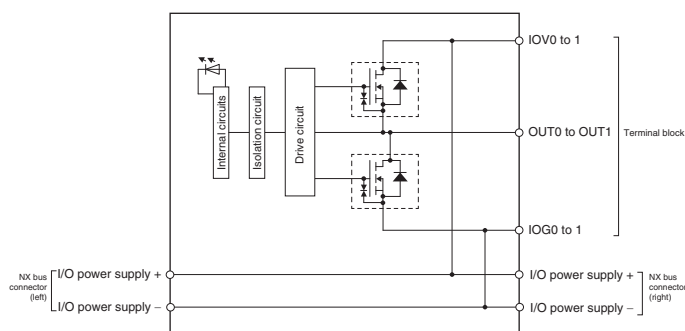 IOV0 to 1
Internal circuits
Isolation circuit
Drive circuit
OUT0 to OUT1
Terminal block
IOG0 to 1
NX bus
connector
(left)
I/O power supply +
I/O power supply −
I/O power supply +
I/O power supply −
NX bus
connector
(right)